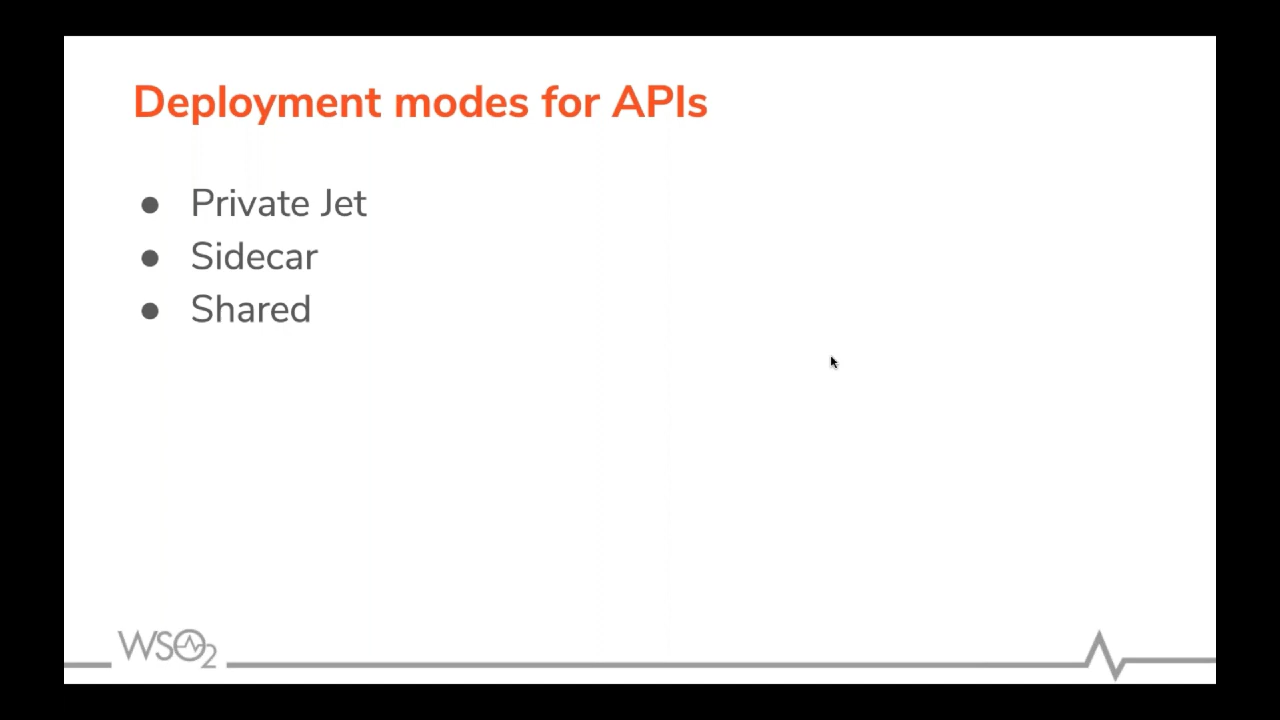 Deployment modes for APIs
● Private Jet
● Sidecar
● Shared
WSO2